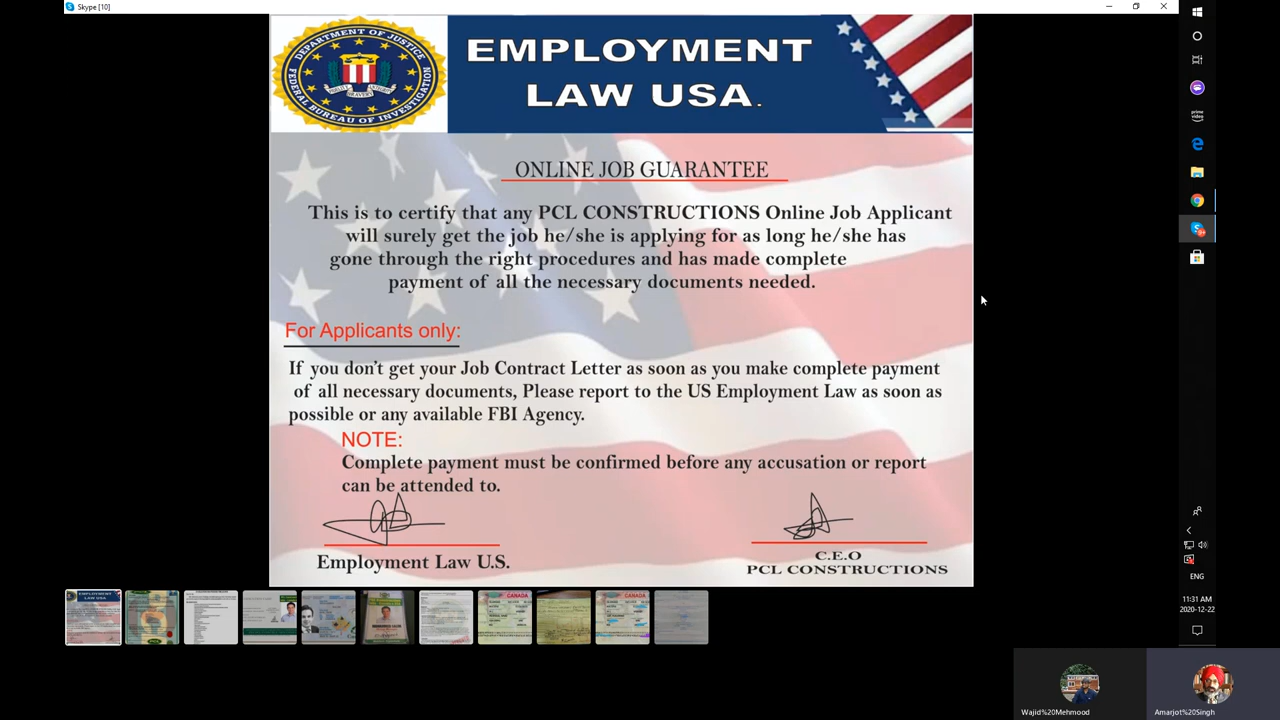 Skype [10]
DEPARTMENT OF JUSTICE
FEDERAL BUREAU OF INVESTIGATION
EMPLOYMENT
LAW USA.
ONLINE JOB GUARANTEE
This is to certify that any PCL CONSTRUCTIONS Online Job Applicant
will surely get the job he/she is applying for as long he/she has
gone through the right procedures and has made complete
payment of all the necessary documents needed.
For Applicants only:
If you don't get your Job Contract Letter as soon as you make complete payment
of all necessary documents, Please report to the US Employment Law as soon as
possible or any available FBI Agency.
NOTE:
Complete payment must be confirmed before any accusation or report
can be attended to.
Employment Law U.S.
C.E.O
PCL CONSTRUCTIONS
prime video
ENG
11:31 AM
2020-12-22
EMPLOYMENT
LAW USA
CANADA
CANADA
Wajid%20Mehmood
Amarjot%20Singh